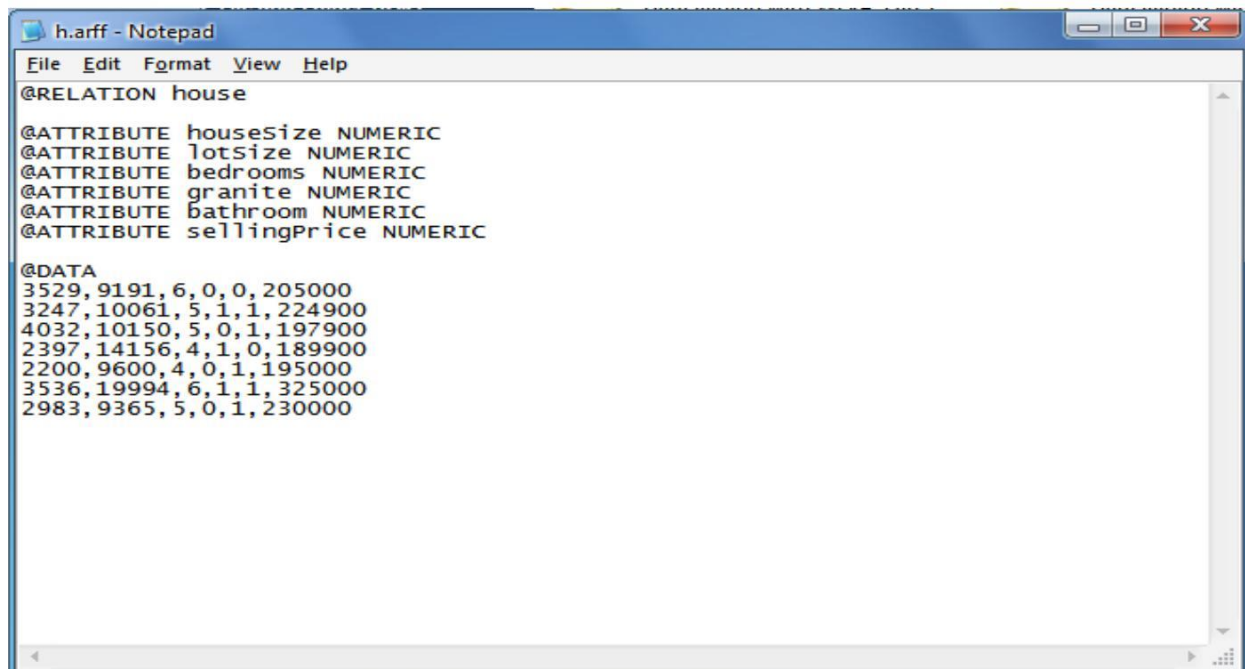 h.arff - Notepad
File Edit Format View Help
@RELATION house
@ATTRIBUTE houseSize NUMERIC
@ATTRIBUTE lotSize NUMERIC
@ATTRIBUTE bedrooms NUMERIC
@ATTRIBUTE granite NUMERIC
@ATTRIBUTE bathroom NUMERIC
@ATTRIBUTE sellingPrice NUMERIC
@DATA
3529,9191,6,0,0,205000
3247,10061,5,1,1,224900
4032,10150,5,0,1,197900
2397,14156,4,1,0,189900
2200,9600,4,0,1,195000
3536,19994,6,1,1,325000
2983,9365,5,0,1,230000